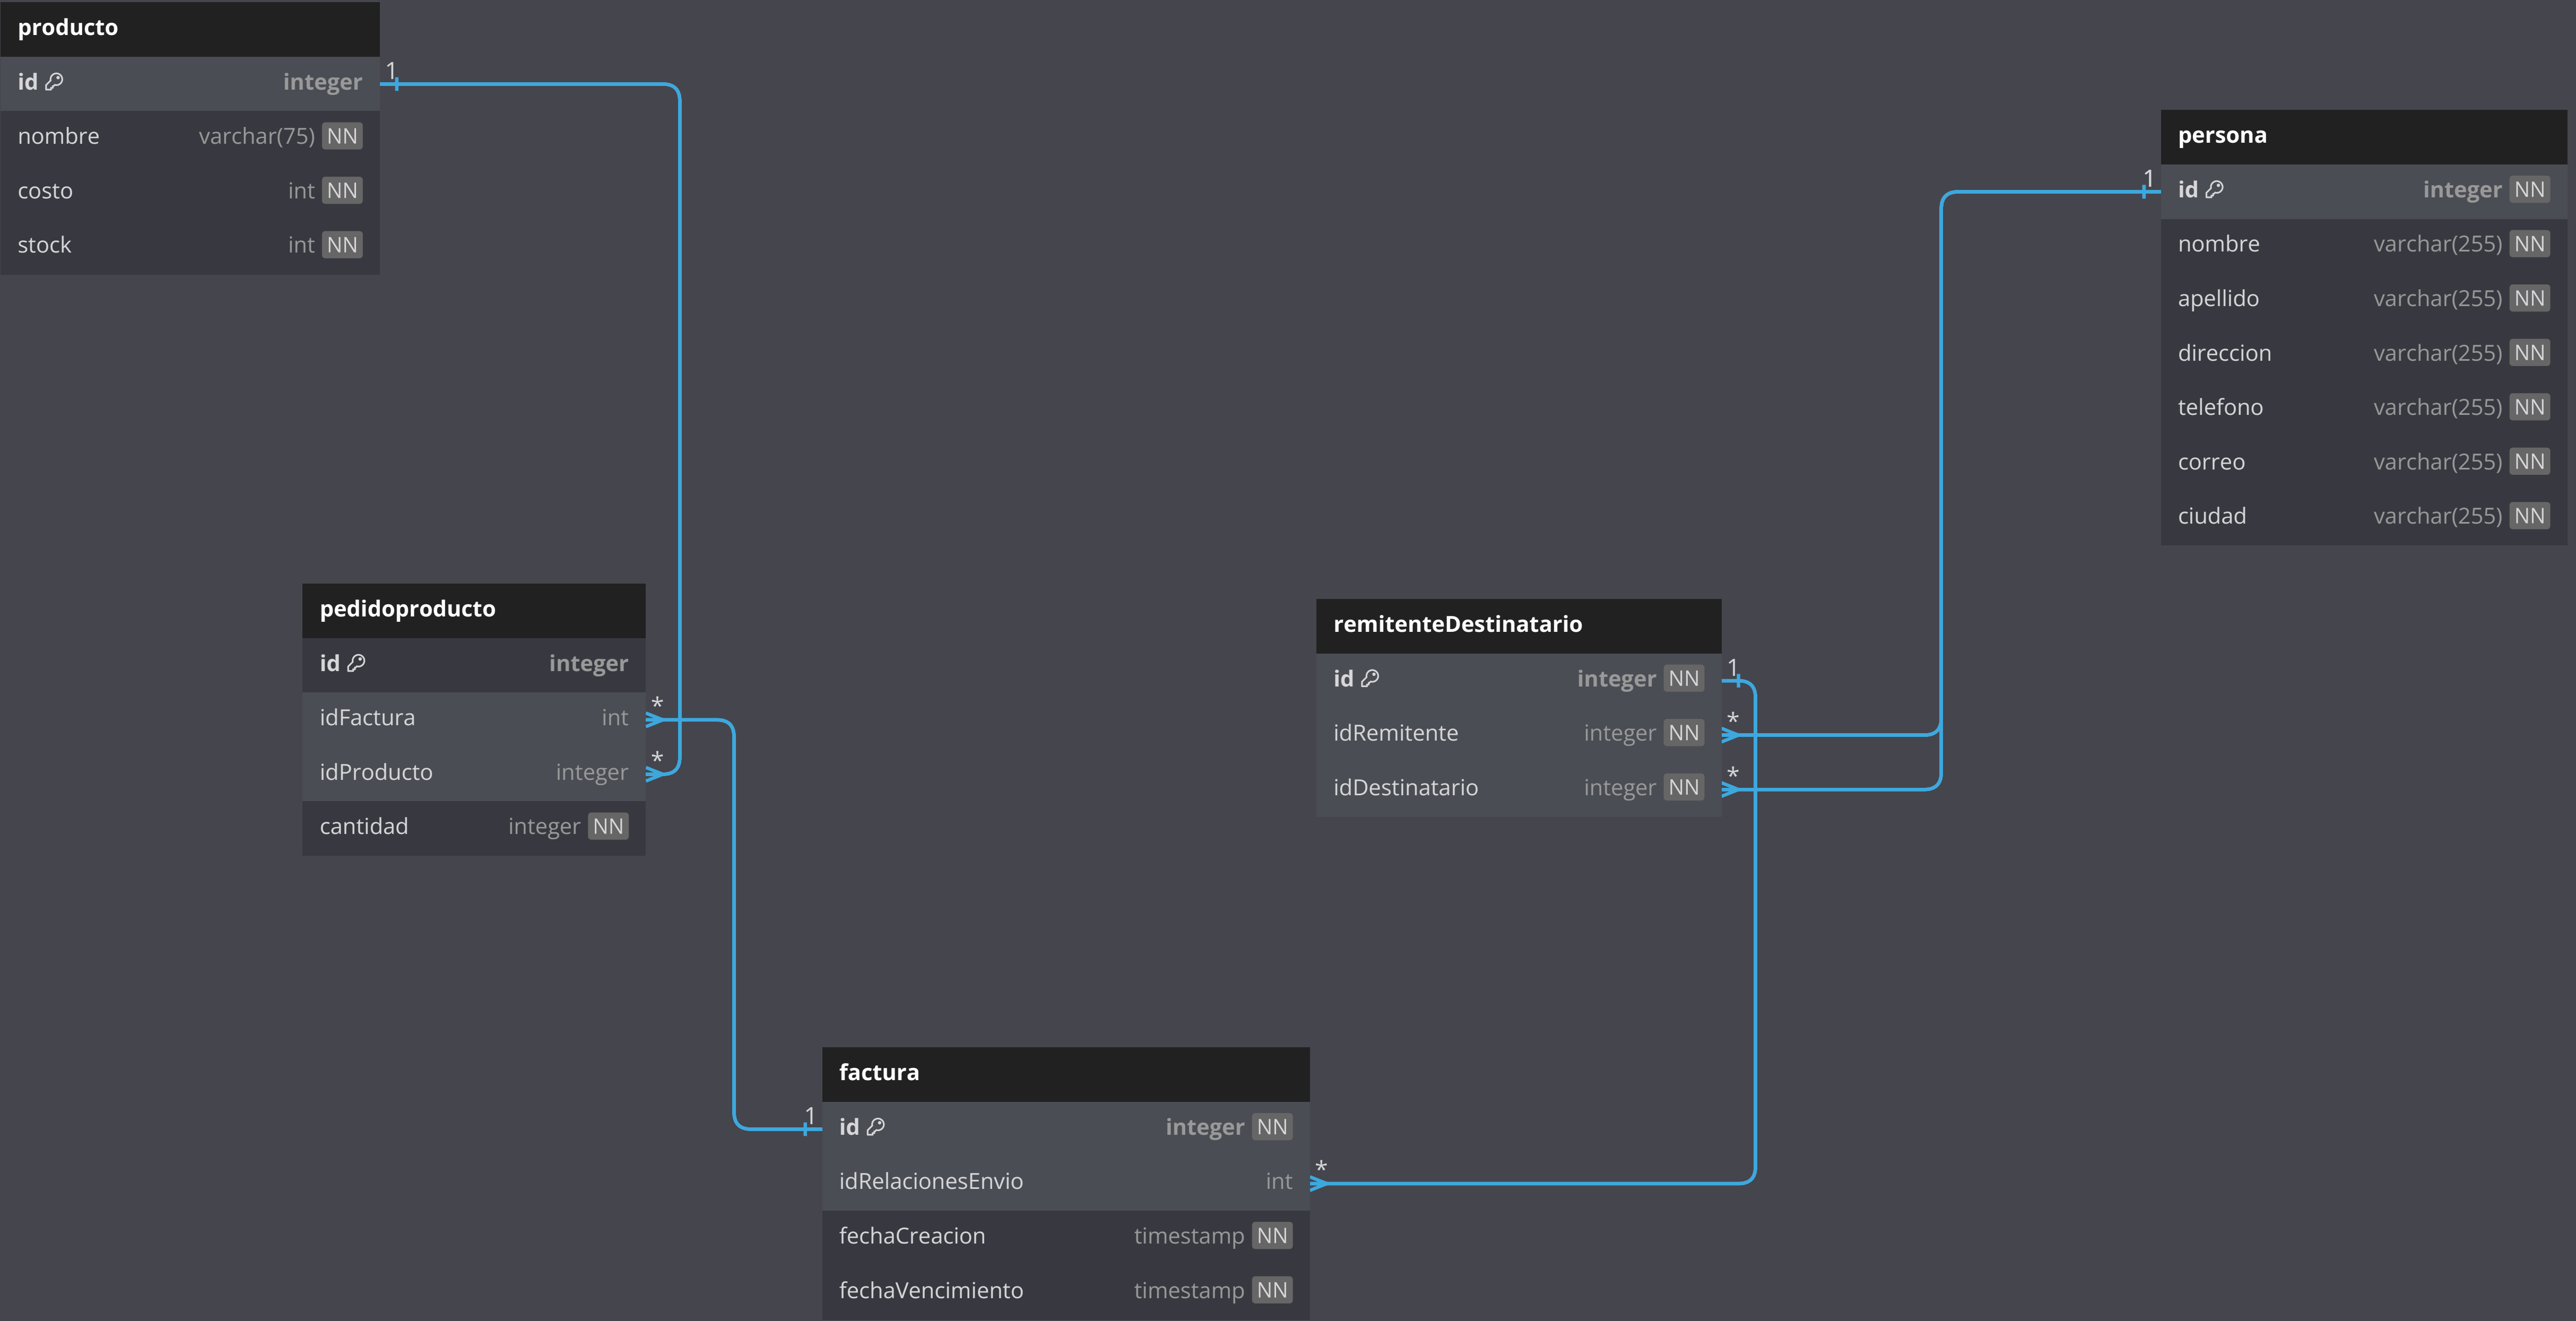 producto
id integer
nombre varchar(75) NN
costo int NN
stock int NN
1
persona
1
id integer NN
nombre varchar(255) NN
apellido varchar(255) NN
direccion varchar(255) NN
telefono varchar(255) NN
correo varchar(255) NN
ciudad varchar(255) NN
pedidoproducto
id integer
idFactura int *
idProducto integer *
cantidad integer NN
remitenteDestinatario
id integer NN 1
idRemitente integer NN *
idDestinatario integer NN *
factura
1 id integer NN
idRelacionesEnvio int *
fechaCreacion timestamp NN
fechaVencimiento timestamp NN